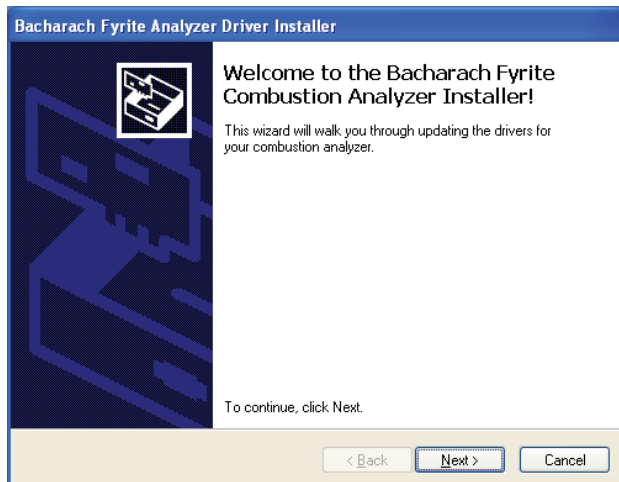 Bacharach Fyrite Analyzer Driver Installer
Welcome to the Bacharach Fyrite
Combustion Analyzer Installer!
This wizard will walk you through updating the drivers for
your combustion analyzer.
To continue, click Next.
< Back
Next >
Cancel